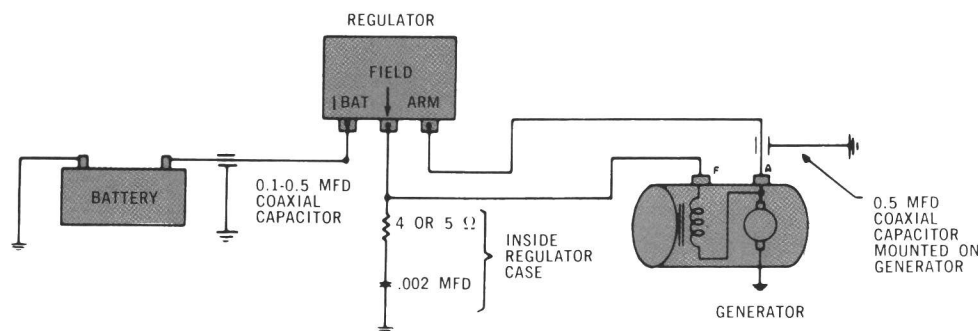 REGULATOR
FIELD
BAT
ARM
BATTERY
0.1-0.5 MFD
COAXIAL
CAPACITOR
4 OR 5 Ω
.002 MFD
INSIDE
REGULATOR
CASE
F
A
GENERATOR
0.5 MFD
COAXIAL
CAPACITOR
MOUNTED ON
GENERATOR